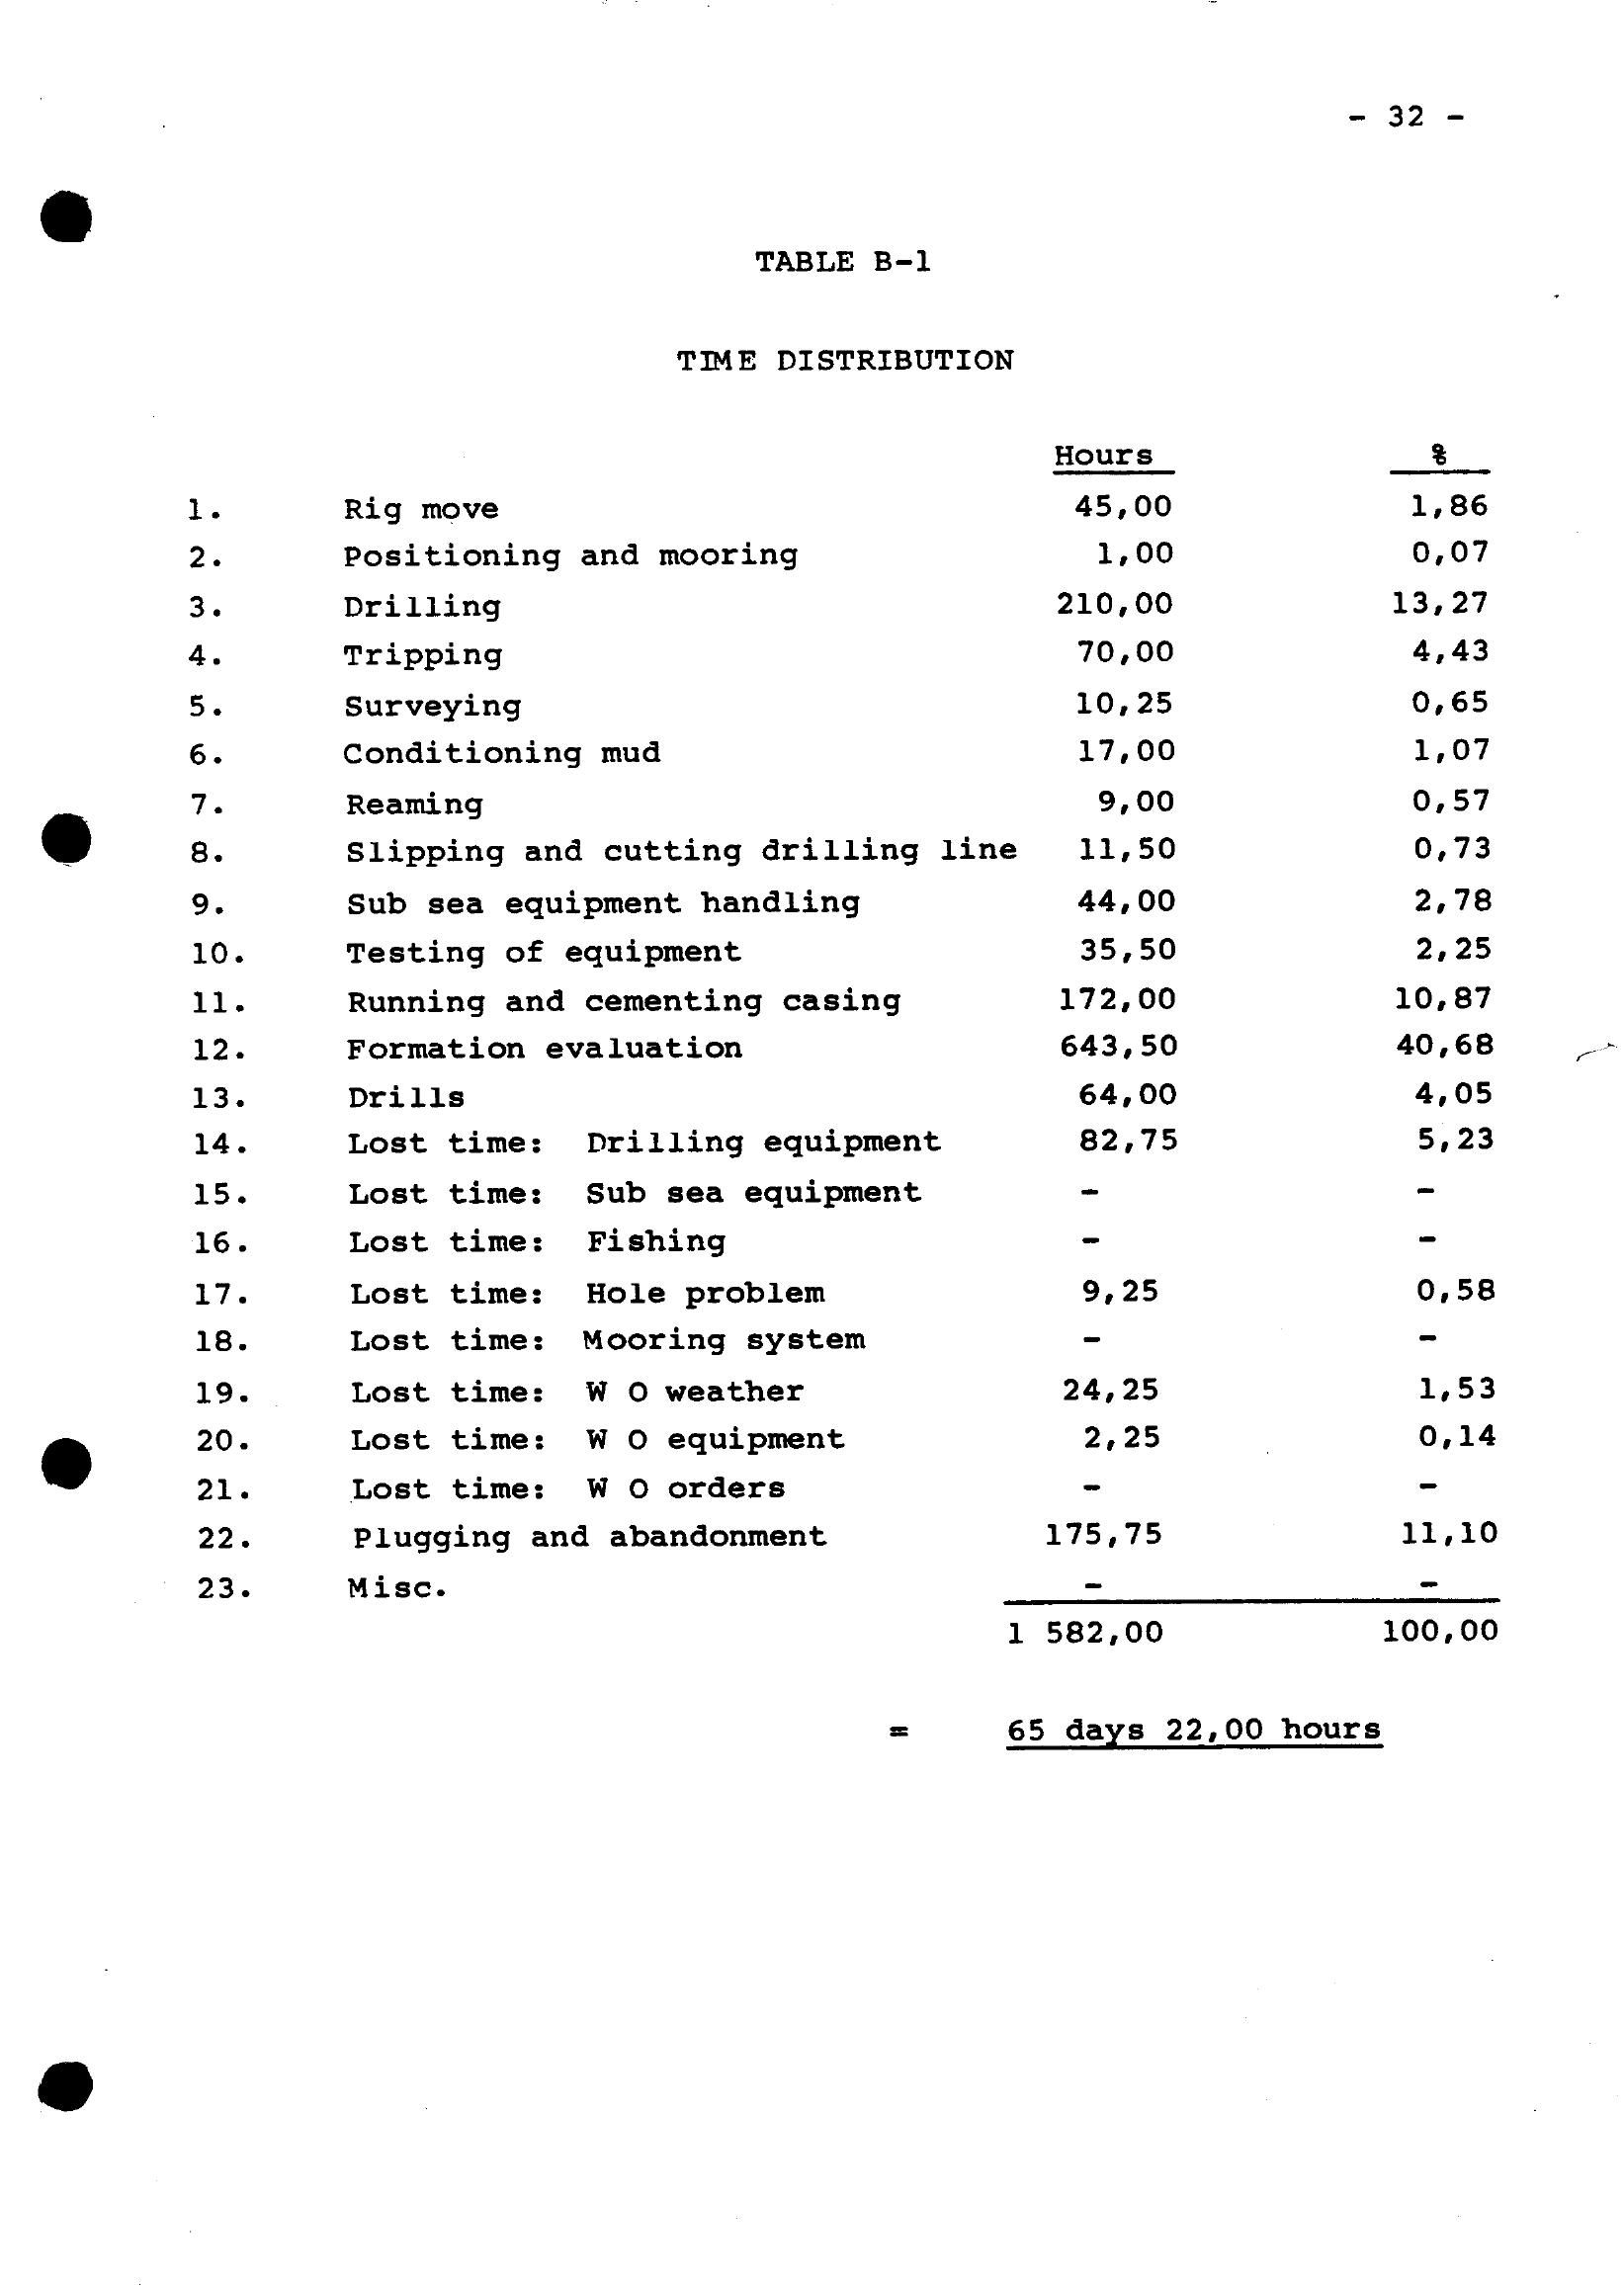 - 32 -
TABLE B-1
TIME DISTRIBUTION
Hours %
1. Rig move 45,00 1,86
2. Positioning and mooring 1,00 0,07
3. Drilling 210,00 13,27
4. Tripping 70,00 4,43
5. Surveying 10,25 0,65
6. Conditioning mud 17,00 1,07
7. Reaming 9,00 0,57
8. Slipping and cutting drilling line 11,50 0,73
9. Sub sea equipment handling 44,00 2,78
10. Testing of equipment 35,50 2,25
11. Running and cementing casing 172,00 10,87
12. Formation evaluation 643,50 40,68
13. Drills 64,00 4,05
14. Lost time: Drilling equipment 82,75 5,23
15. Lost time: Sub sea equipment - -
16. Lost time: Fishing - -
17. Lost time: Hole problem 9,25 0,58
18. Lost time: Mooring system - -
19. Lost time: W O weather 24,25 1,53
20. Lost time: W O equipment 2,25 0,14
21. Lost time: W O orders - -
22. Plugging and abandonment 175,75 11,10
23. Misc. - -
1 582,00 100,00
= 65 days 22,00 hours